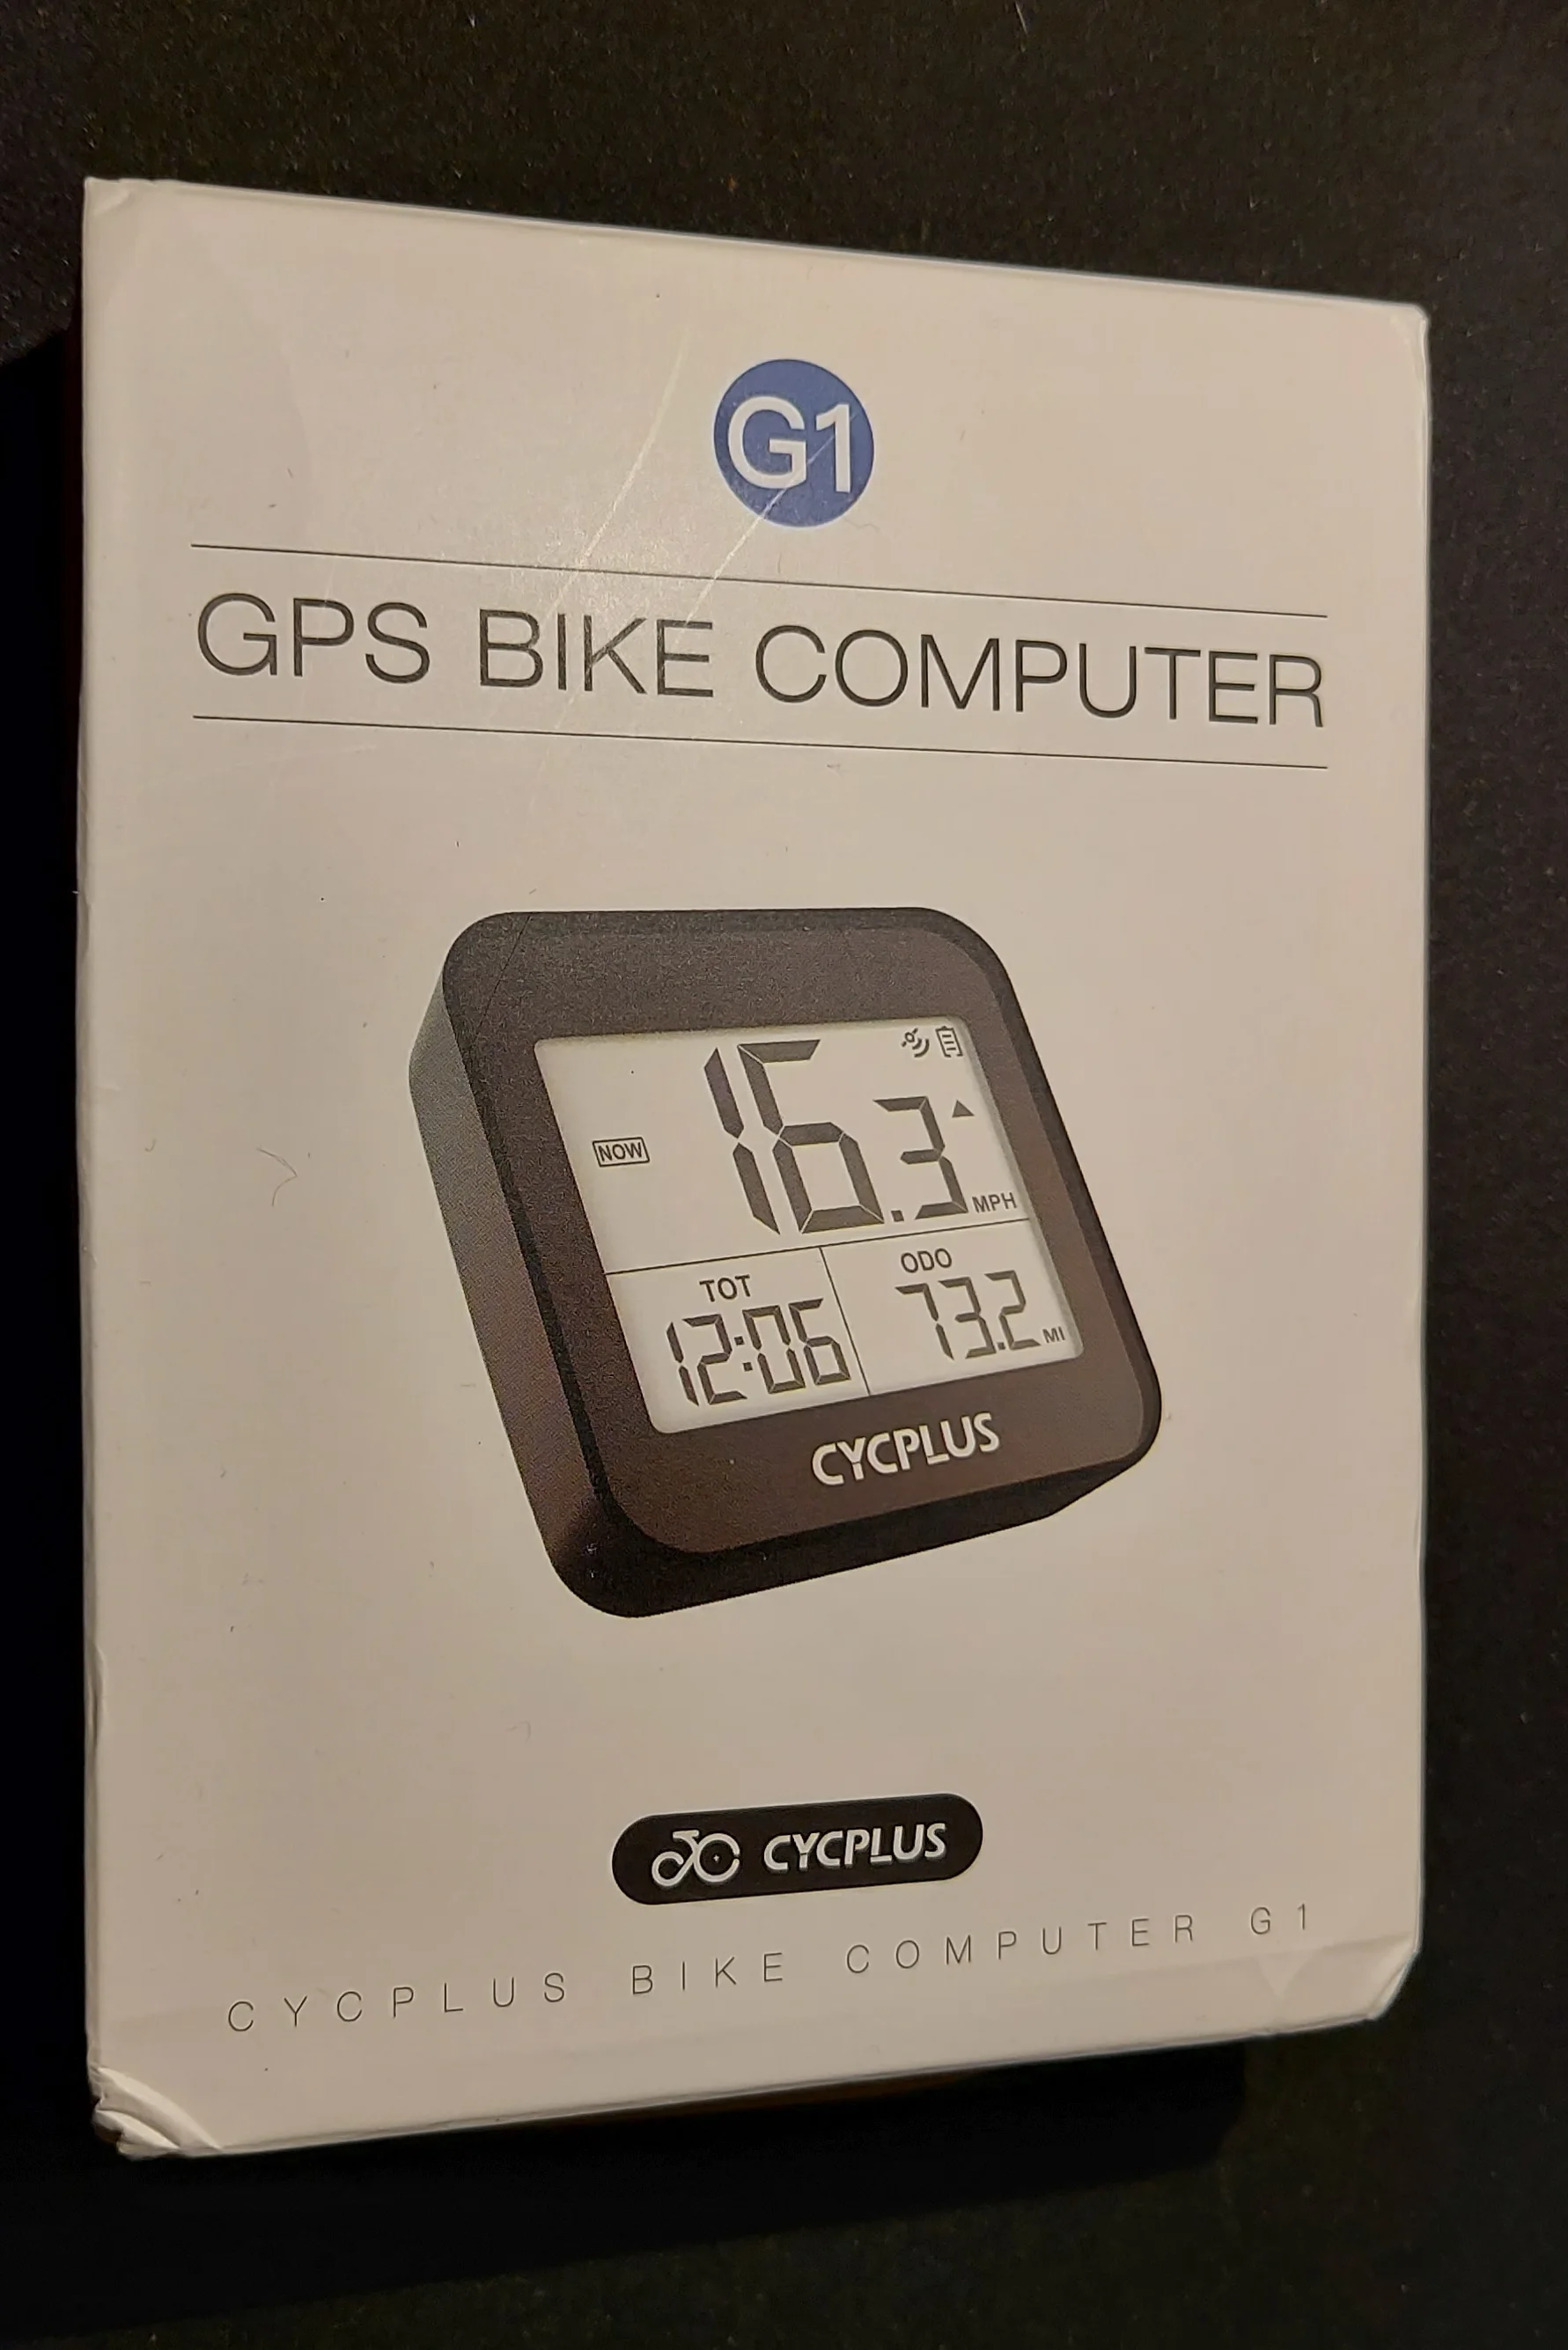 G1
GPS BIKE COMPUTER
NOW
16.3 MPH
TOT
12:06
ODO
73.2 MI
CYCPLUS
CYCPLUS
CYCPLUS BIKE COMPUTER G1